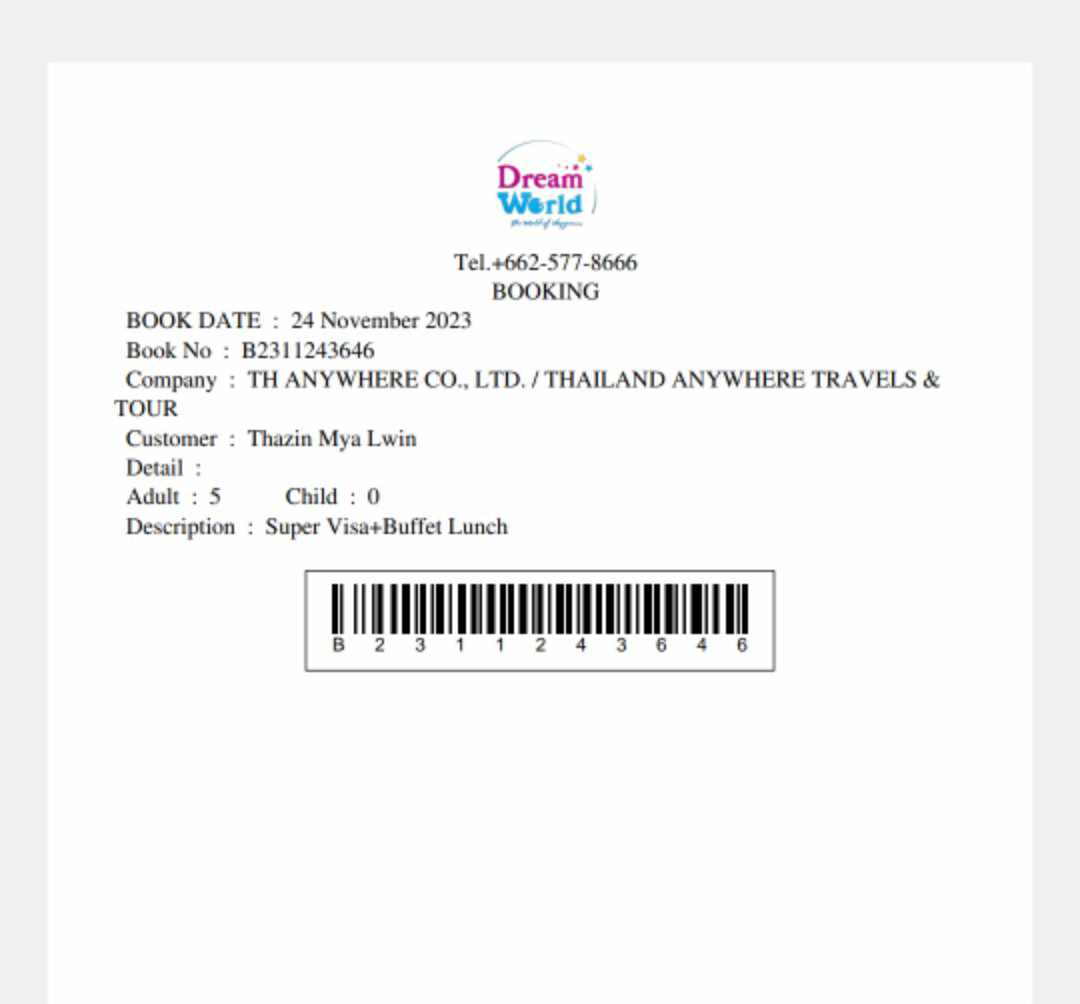 Dream
World
Tel.+662-577-8666
BOOKING
BOOK DATE : 24 November 2023
Book No : B2311243646
Company : TH ANYWHERE CO., LTD. / THAILAND ANYWHERE TRAVELS &
TOUR
Customer : Thazin Mya Lwin
Detail :
Adult : 5 Child : 0
Description : Super Visa+Buffet Lunch
B 2 3 1 1 2 4 3 6 4 6